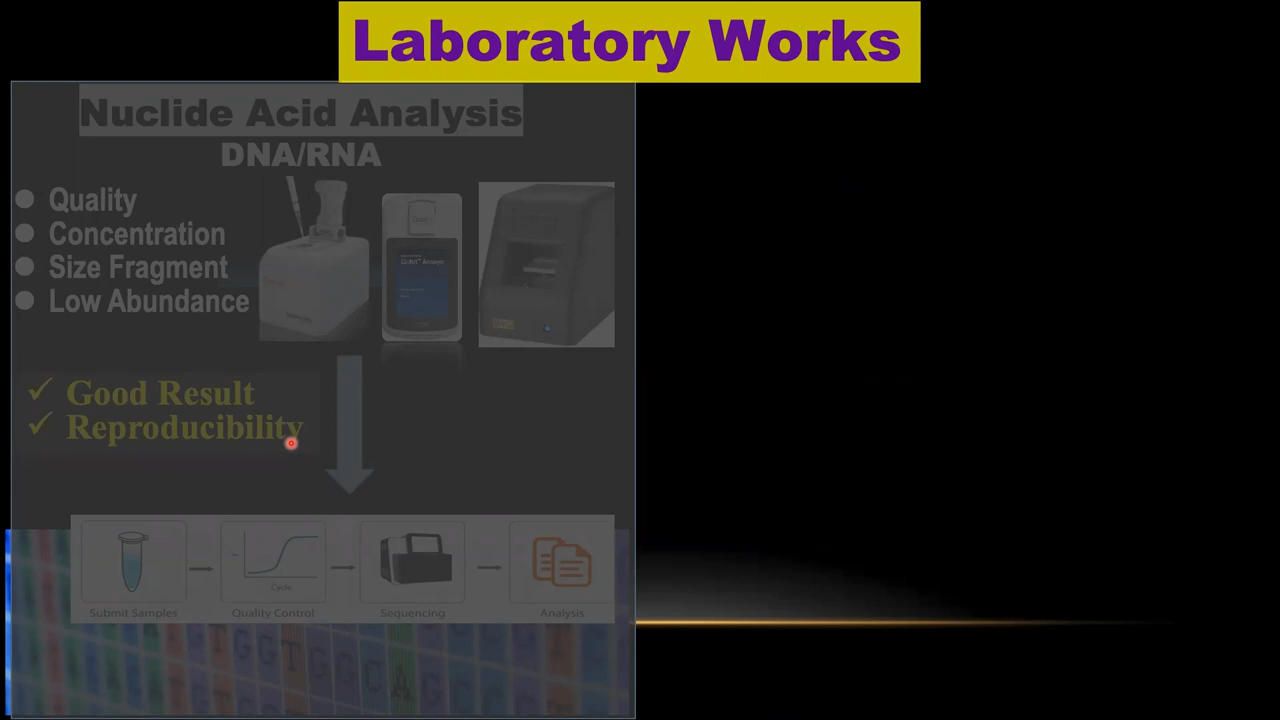 Laboratory Works
Nuclide Acid Analysis
DNA/RNA
Quality
Concentration
Size Fragment
Low Abundance
Good Result
Reproducibility
Cycle
Submit Samples
Quality Control
Sequencing
Analysis
T G G T G C C A G C C